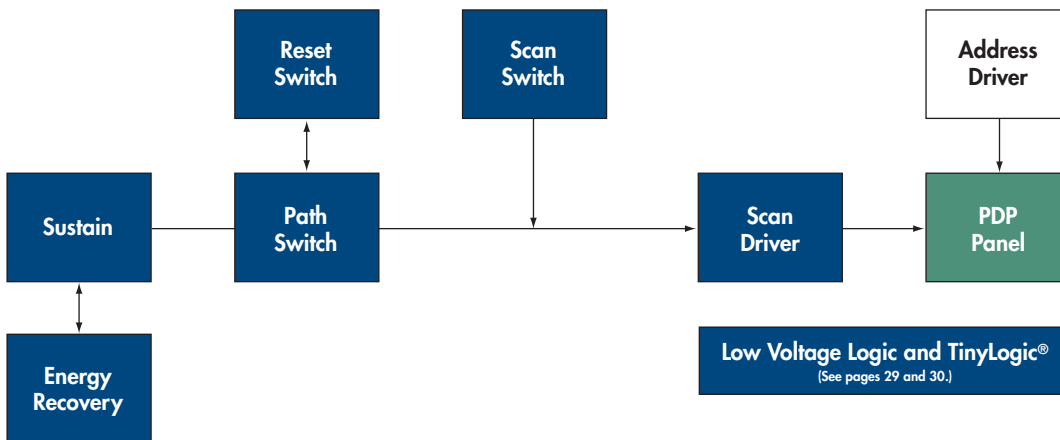 Reset
Switch
Scan
Switch
Address
Driver
Sustain
Path
Switch
Scan
Driver
PDP
Panel
Energy
Recovery
Low Voltage Logic and TinyLogic®
(See pages 29 and 30.)